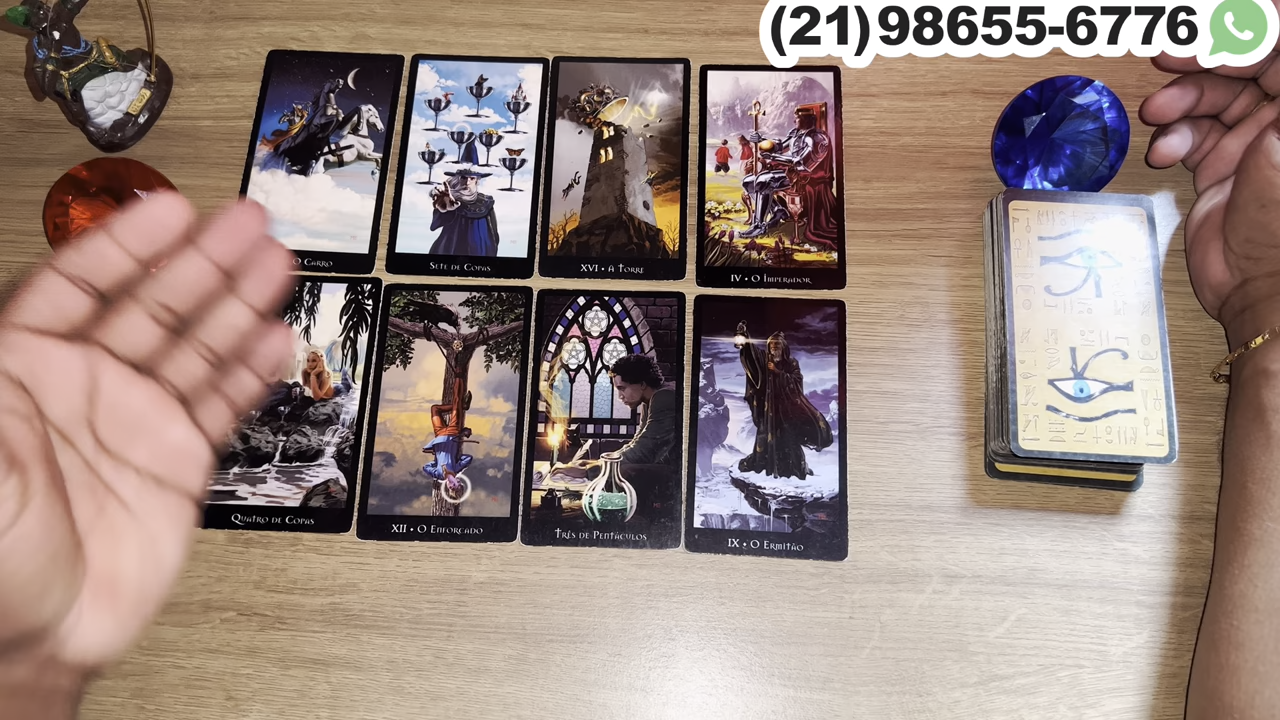 (21)98655-6776
O Carro
Sete de Copas
XVI • A Torre
IV • O Imperador
Quatro de Copas
XII • O Enforcado
Três de Pentáculos
IX • O Ermitão